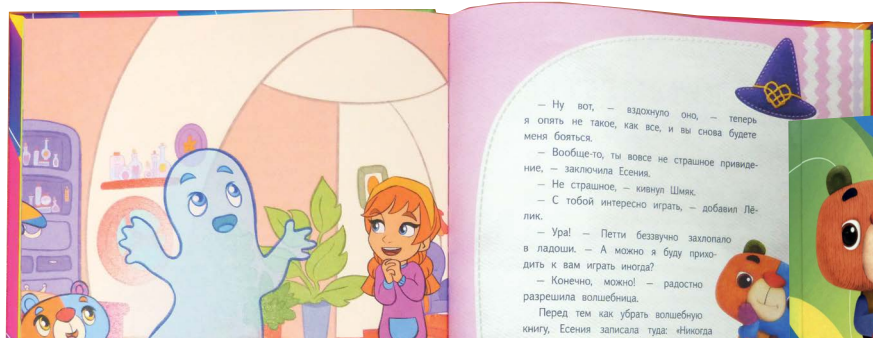 — Ну вот, — вздохнуло оно, — теперь
я опять не такое, как все, и вы снова будете
меня бояться.
— Вообще-то, ты вовсе не страшное привиде-
ние, — заключила Есения.
— Не страшное, — кивнул Шмяк.
— С тобой интересно играть, — добавил Лё-
лик.
— Ура! — Петти беззвучно захлопало
в ладоши. — А можно я буду прихо-
дить к вам играть иногда?
— Конечно, можно! — радостно
разрешила волшебница.
Перед тем как убрать волшебную
книгу, Есения записала туда: «Никогда